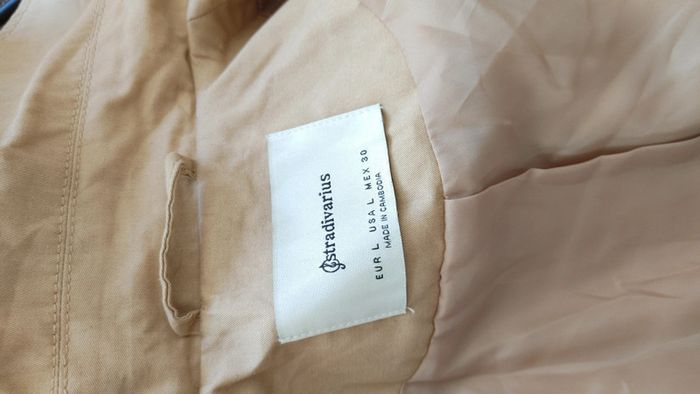 stradivarius
EUR L USA L MEX 30
MADE IN CAMBODIA